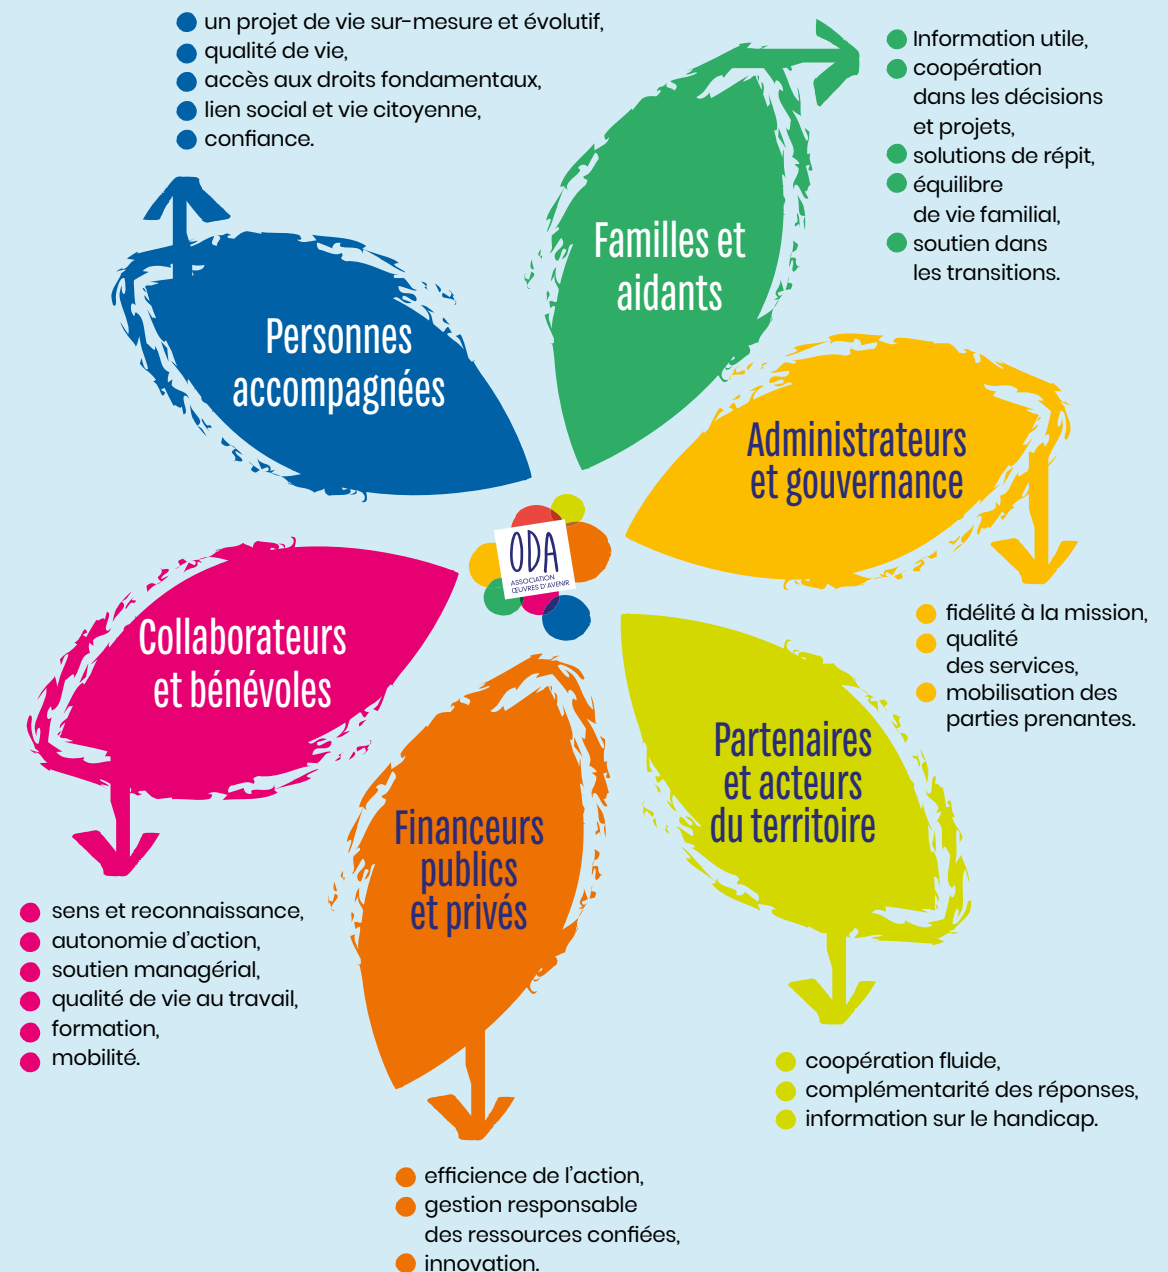 un projet de vie sur-mesure et évolutif,
qualité de vie,
accès aux droits fondamentaux,
lien social et vie citoyenne,
confiance.
Personnes
accompagnées
Information utile,
coopération
dans les décisions
et projets,
solutions de répit,
équilibre
de vie familial,
soutien dans
les transitions.
Familles et
aidants
Administrateurs
et gouvernance
fidélité à la mission,
qualité
des services,
mobilisation des
parties prenantes.
ODA
ASSOCIATION
ŒUVRES D'AVENIR
Collaborateurs
et bénévoles
sens et reconnaissance,
autonomie d'action,
soutien managérial,
qualité de vie au travail,
formation,
mobilité.
Financeurs
publics
et privés
efficience de l'action,
gestion responsable
des ressources confiées,
innovation.
Partenaires
et acteurs
du territoire
coopération fluide,
complémentarité des réponses,
information sur le handicap.